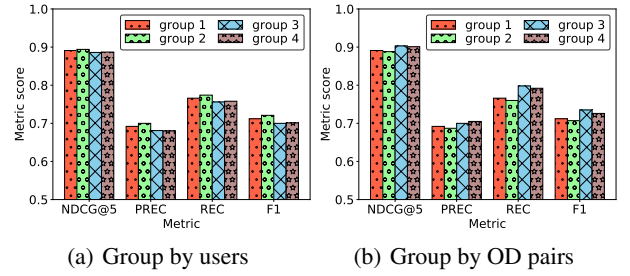 Metric score
1.0
0.9
0.8
0.7
0.6
0.5
group 1
group 2
group 3
group 4
NDCG@5 PREC REC F1
Metric
(a) Group by users
Metric score
1.0
0.9
0.8
0.7
0.6
0.5
group 1
group 2
group 3
group 4
NDCG@5 PREC REC F1
Metric
(b) Group by OD pairs